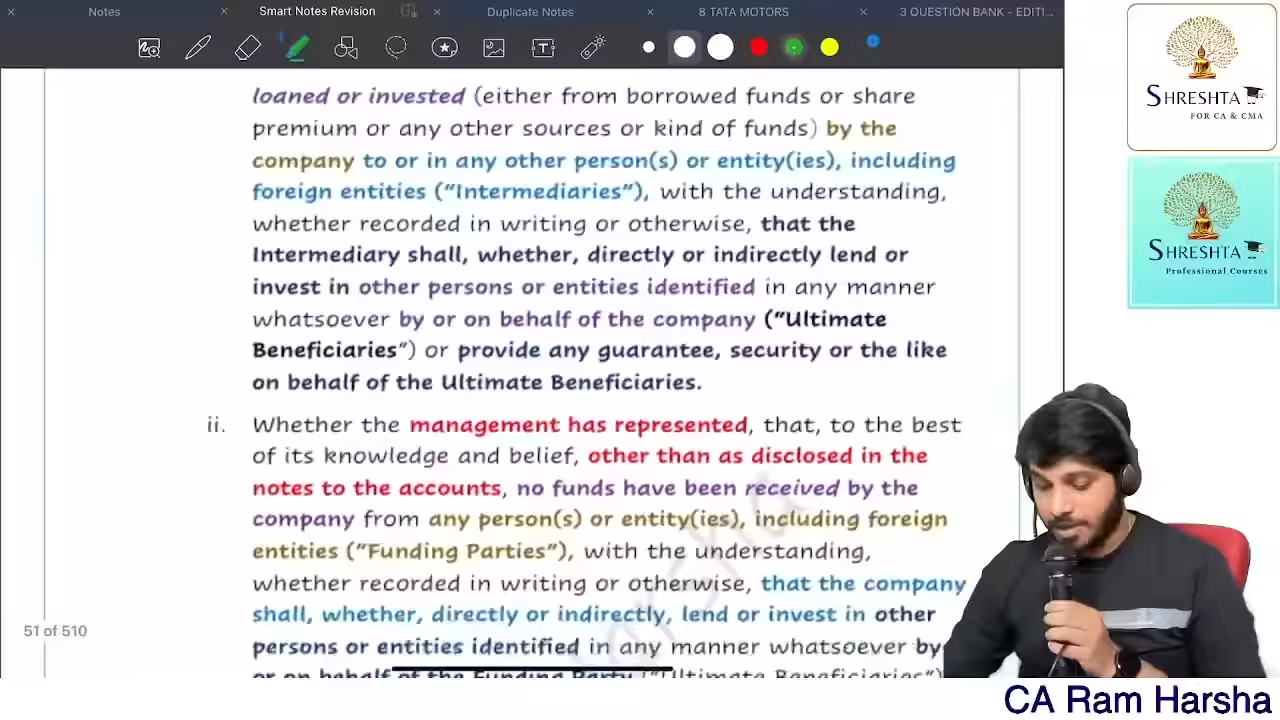 Notes
Smart Notes Revision
Duplicate Notes
8 TATA MOTORS
3 QUESTION BANK - EDITI...
loaned or invested (either from borrowed funds or share
premium or any other sources or kind of funds) by the
company to or in any other person(s) or entity(ies), including
foreign entities (“Intermediaries”), with the understanding,
whether recorded in writing or otherwise, that the
Intermediary shall, whether, directly or indirectly lend or
invest in other persons or entities identified in any manner
whatsoever by or on behalf of the company (“Ultimate
Beneficiaries”) or provide any guarantee, security or the like
on behalf of the Ultimate Beneficiaries.
ii. Whether the management has represented, that, to the best
of its knowledge and belief, other than as disclosed in the
notes to the accounts, no funds have been received by the
company from any person(s) or entity(ies), including foreign
entities (“Funding Parties”), with the understanding,
whether recorded in writing or otherwise, that the company
shall, whether, directly or indirectly, lend or invest in other
persons or entities identified in any manner whatsoever by
or on behalf of the Funding Party (“Ultimate Beneficiaries”)
51 of 510
SHRESHTA
FOR CA & CMA
SHRESHTA
Professional Courses
CA Ram Harsha